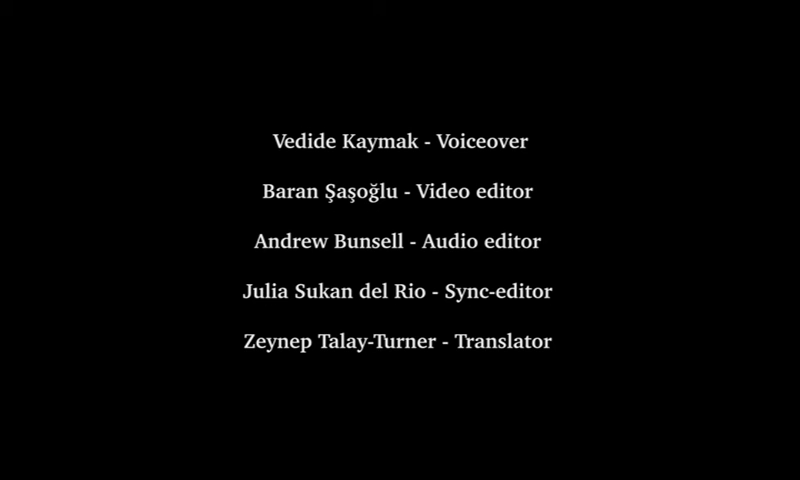 Vedide Kaymak - Voiceover
Baran Şaşoğlu - Video editor
Andrew Bunsell - Audio editor
Julia Sukan del Rio - Sync-editor
Zeynep Talay-Turner - Translator